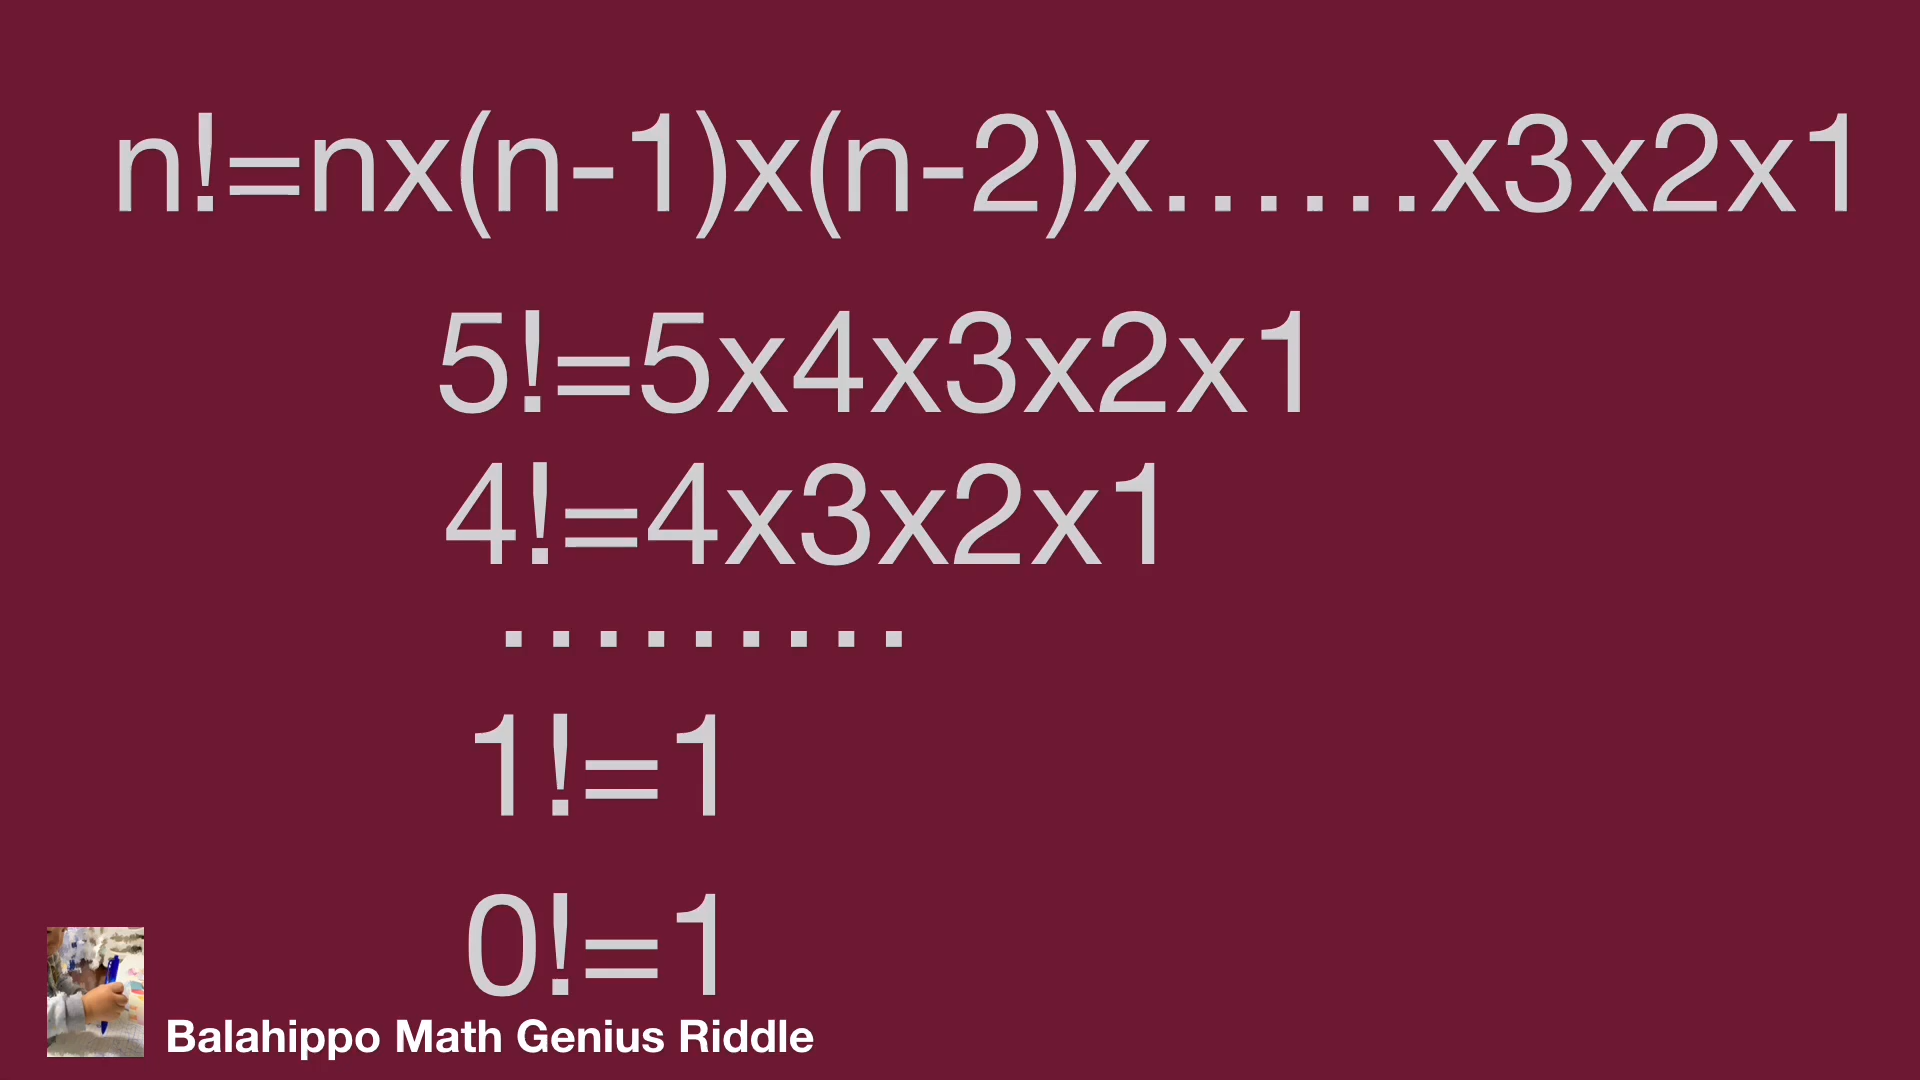 n!=nx(n-1)x(n-2)x......x3x2x1
5!=5x4x3x2x1
4!=4x3x2x1
.........
1!=1
0!=1
Balahippo Math Genius Riddle